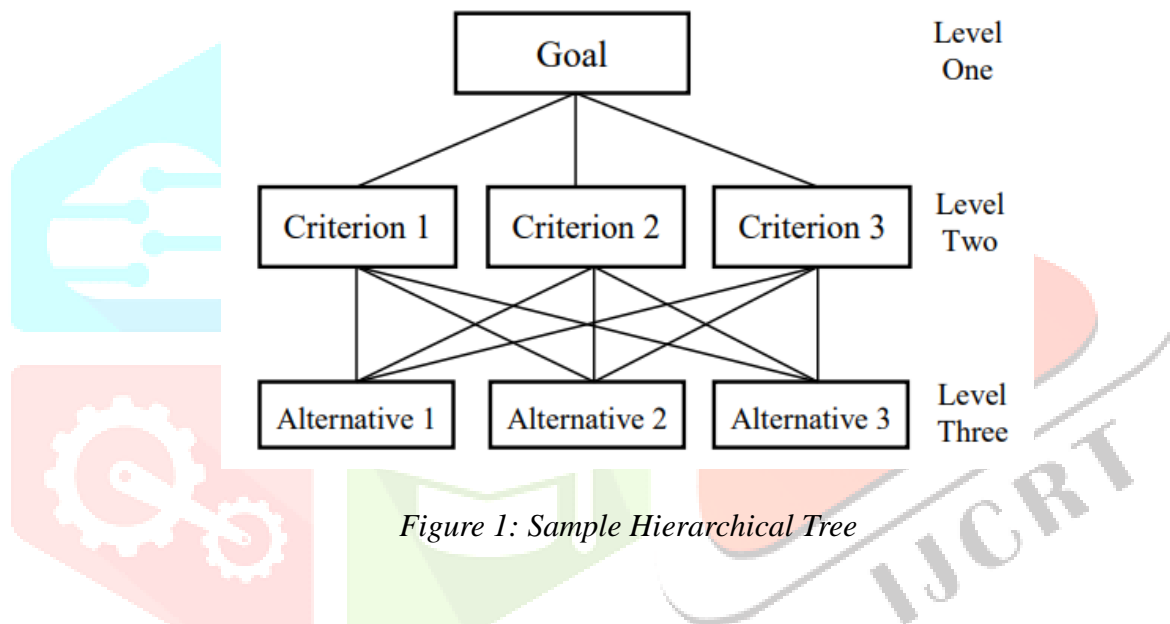 Goal
Level
One
Criterion 1
Criterion 2
Criterion 3
Level
Two
Alternative 1
Alternative 2
Alternative 3
Level
Three
Figure 1: Sample Hierarchical Tree
IJCRT